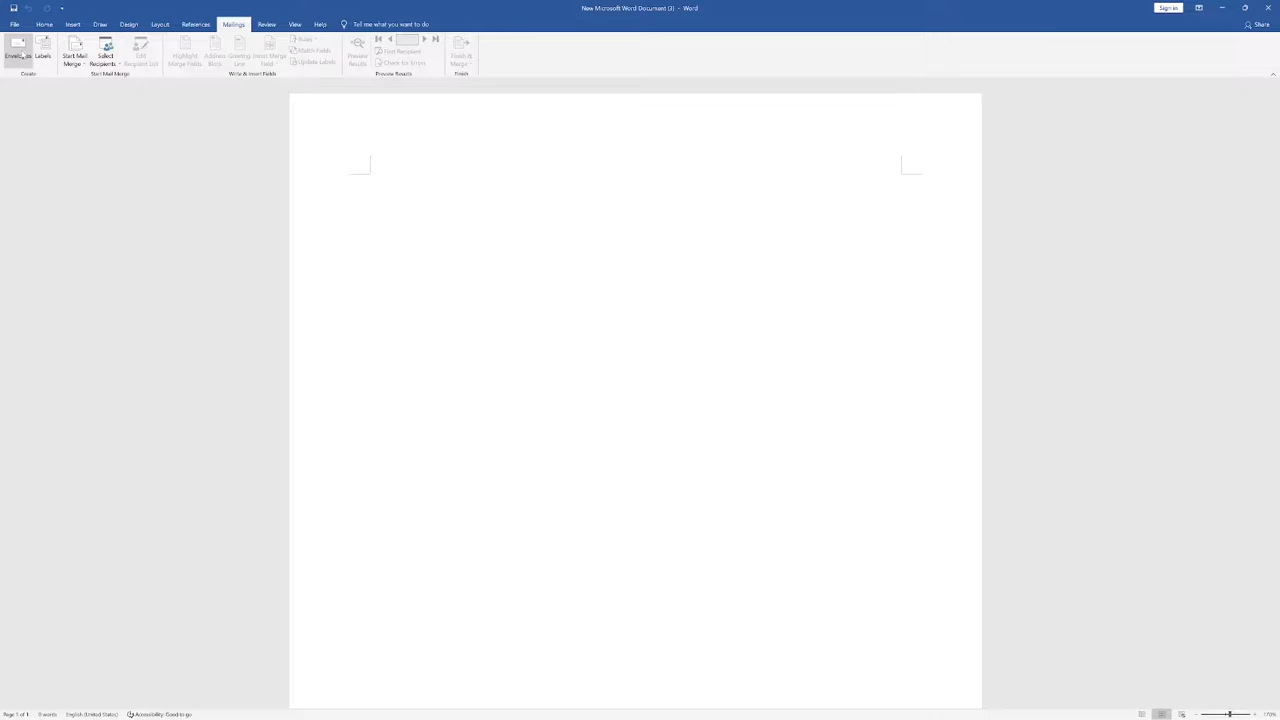 New Microsoft Word Document (3) - Word
Sign in
File Home Insert Draw Design Layout References Mailings Review View Help Tell me what you want to do
Share
Envelopes
Labels
Start Mail Merge
Select Recipients
Edit Recipient List
Highlight Merge Fields
Address Block
Greeting Line
Insert Merge Field
Rules
Match Fields
Update Labels
Preview Results
Find Recipient
Check for Errors
Finish & Merge
Create
Start Mail Merge
Write & Insert Fields
Preview Results
Finish
Page 1 of 1 0 words English (United States) Accessibility: Good to go
170%